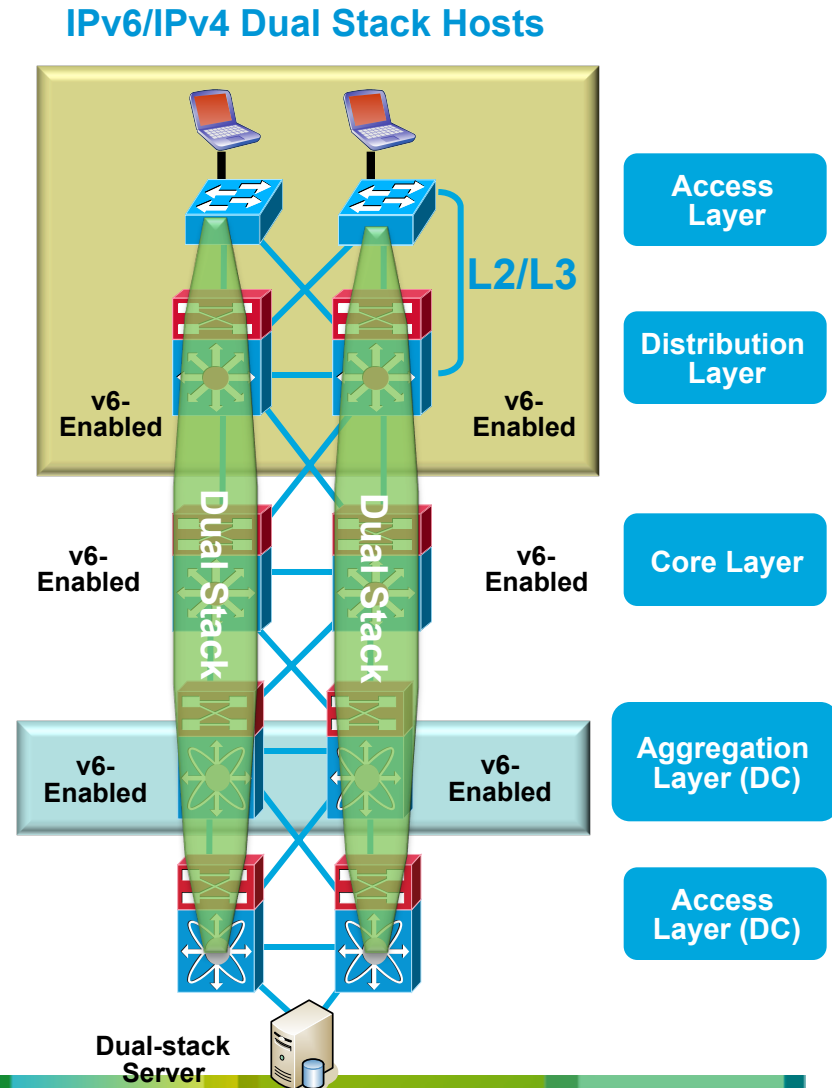 IPv6/IPv4 Dual Stack Hosts
Access
Layer
L2/L3
Distribution
Layer
v6-
Enabled
v6-
Enabled
Dual Stack
Dual Stack
v6-
Enabled
v6-
Enabled
Core Layer
v6-
Enabled
v6-
Enabled
Aggregation
Layer (DC)
Access
Layer (DC)
Dual-stack
Server